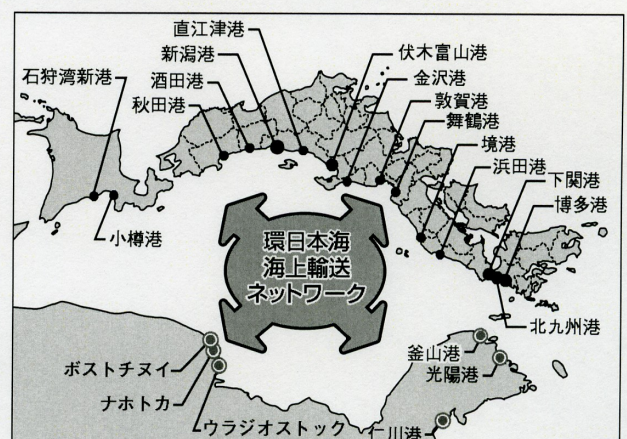 直江津港
新潟港
酒田港
秋田港
石狩湾新港
小樽港
伏木富山港
金沢港
敦賀港
舞鶴港
境港
浜田港
下関港
博多港
北九州港
環日本海
海上輸送
ネットワーク
ボストチヌイ
ナホトカ
ウラジオストック
釜山港
光陽港
仁川港